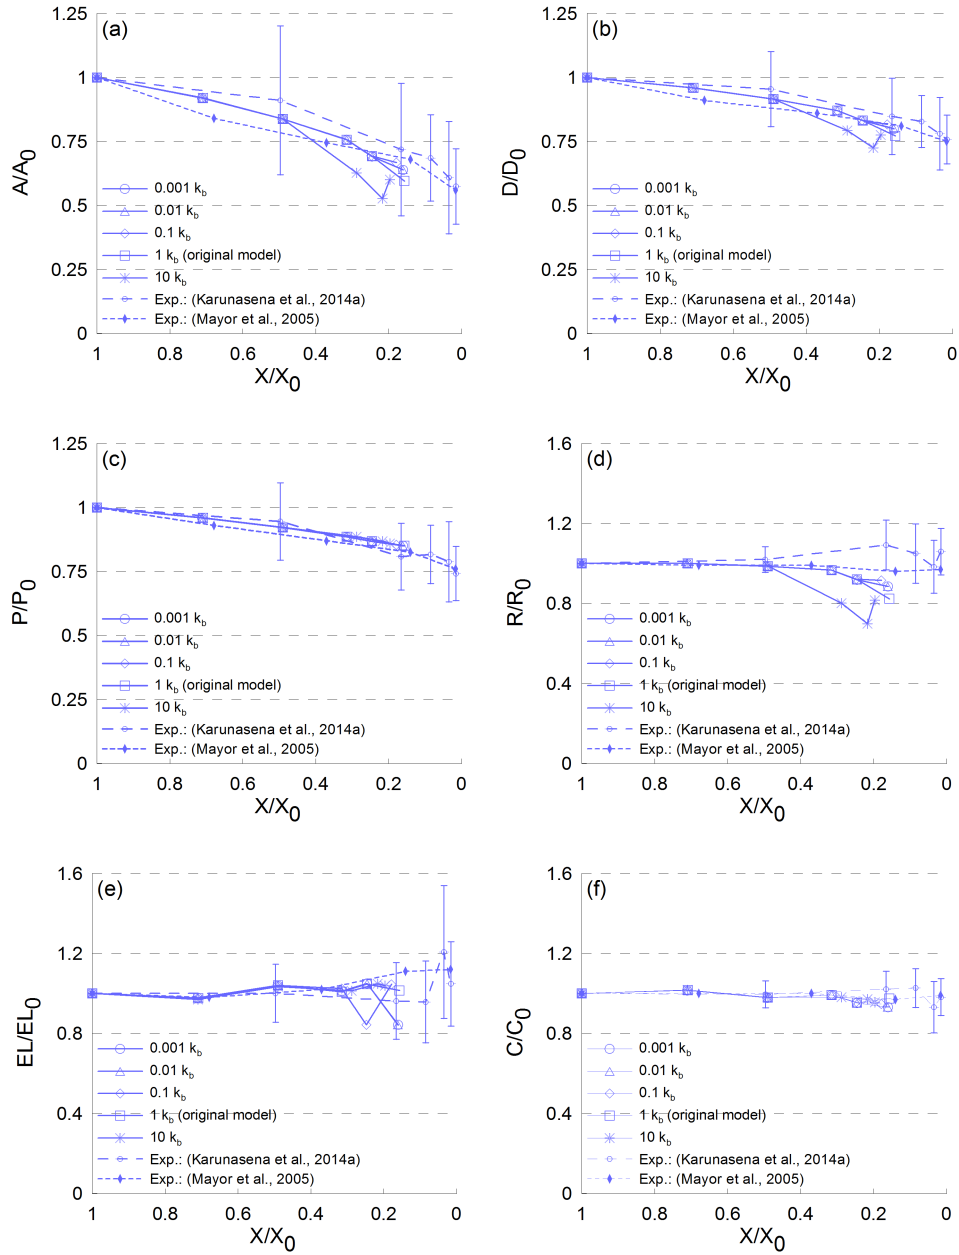 1.25
(a)
1
0.75
0.5
0.25
0
A/A0
0.001 kb
0.01 kb
0.1 kb
1 kb (original model)
10 kb
Exp.: (Karunasena et al., 2014a)
Exp.: (Mayor et al., 2005)
1 0.8 0.6 0.4 0.2 0
X/X0
1.25
(b)
1
0.75
0.5
0.25
0
D/D0
0.001 kb
0.01 kb
0.1 kb
1 kb (original model)
10 kb
Exp.: (Karunasena et al., 2014a)
Exp.: (Mayor et al., 2005)
1 0.8 0.6 0.4 0.2 0
X/X0
1.25
(c)
1
0.75
0.5
0.25
0
P/P0
0.001 kb
0.01 kb
0.1 kb
1 kb (original model)
10 kb
Exp.: (Karunasena et al., 2014a)
Exp.: (Mayor et al., 2005)
1 0.8 0.6 0.4 0.2 0
X/X0
1.6
(d)
1.2
1
0.8
0.4
0
R/R0
0.001 kb
0.01 kb
0.1 kb
1 kb (original model)
10 kb
Exp.: (Karunasena et al., 2014a)
Exp.: (Mayor et al., 2005)
1 0.8 0.6 0.4 0.2 0
X/X0
1.6
(e)
1.2
1
0.8
0.4
0
EL/EL0
0.001 kb
0.01 kb
0.1 kb
1 kb (original model)
10 kb
Exp.: (Karunasena et al., 2014a)
Exp.: (Mayor et al., 2005)
1 0.8 0.6 0.4 0.2 0
X/X0
1.6
(f)
1.2
1
0.8
0.4
0
C/C0
0.001 kb
0.01 kb
0.1 kb
1 kb (original model)
10 kb
Exp.: (Karunasena et al., 2014a)
Exp.: (Mayor et al., 2005)
1 0.8 0.6 0.4 0.2 0
X/X0